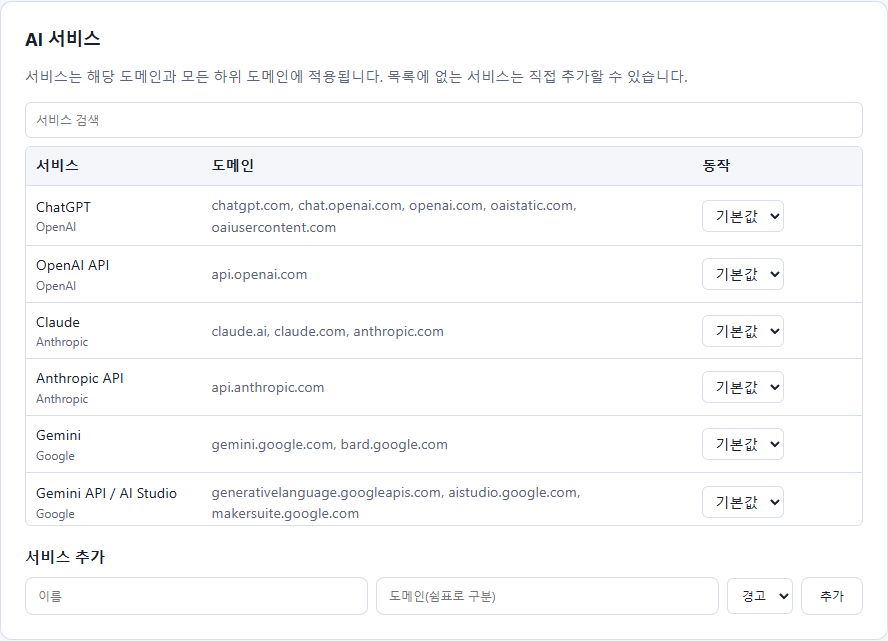 AI 서비스
서비스는 해당 도메인과 모든 하위 도메인에 적용됩니다. 목록에 없는 서비스는 직접 추가할 수 있습니다.
서비스 검색
서비스 도메인 동작
ChatGPT
OpenAI
chatgpt.com, chat.openai.com, openai.com, oaistatic.com,
oaiusercontent.com
기본값
OpenAI API
OpenAI
api.openai.com
기본값
Claude
Anthropic
claude.ai, claude.com, anthropic.com
기본값
Anthropic API
Anthropic
api.anthropic.com
기본값
Gemini
Google
gemini.google.com, bard.google.com
기본값
Gemini API / AI Studio
Google
generativelanguage.googleapis.com, aistudio.google.com,
makersuite.google.com
기본값
서비스 추가
이름
도메인(쉼표로 구분)
경고
추가